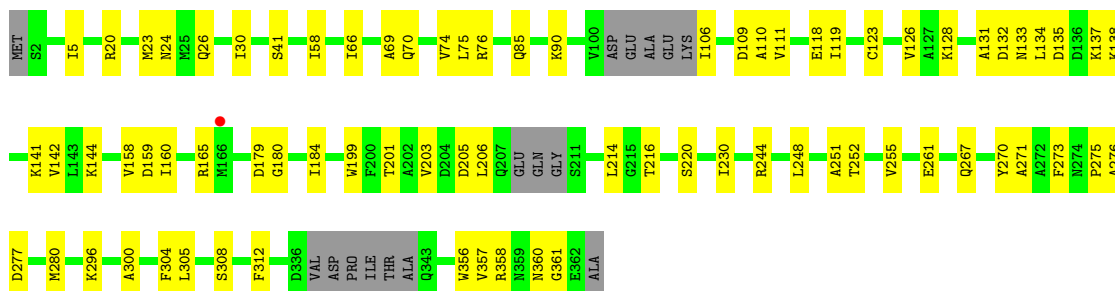 MET S2 I5 R20 M23 N24 M25 Q26 I30 S41 I58 I66 A69 Q70 V74 L75 R76 Q85 K90 V100 ASP GLU ALA GLU LYS I106 D109 A110 V111 E118 I119 C123 V126 A127 K128 A131 D132 N133 L134 D135 D136 K137 K138
K141 V142 L143 K144 V158 D159 I160 R165 M166 D179 G180 I184 W199 F200 T201 A202 V203 D204 D205 L206 Q207 GLU GLN GLY S211 L214 G215 T216 S220 I230 R244 L248 A251 T252 V255 E261 Q267 Y270 A271 A272 F273 N274 P275 A276
D277 M280 K296 A300 F304 L305 S308 F312 D336 VAL ASP PRO ILE THR ALA Q343 W356 V357 R358 N359 N360 G361 E362 ALA